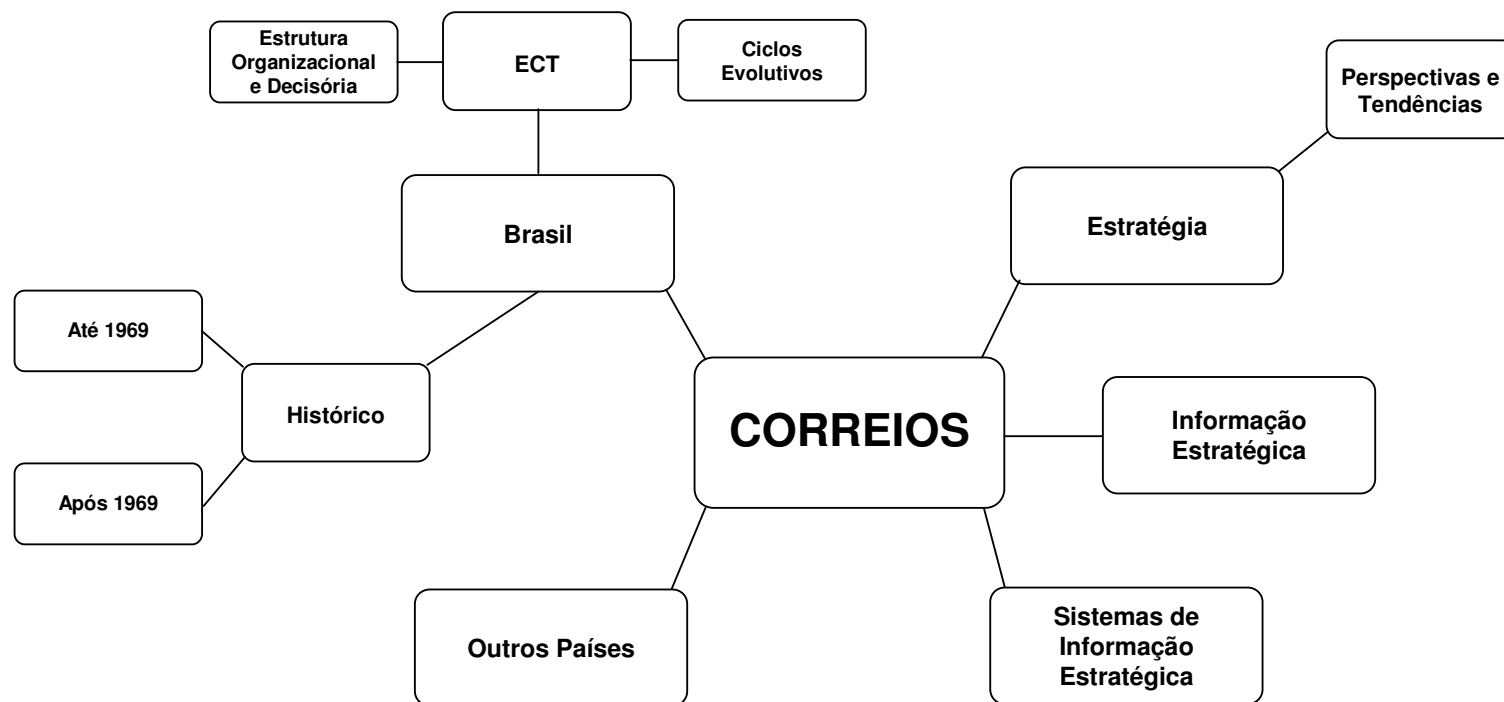 Estrutura
Organizacional
e Decisória
ECT
Ciclos
Evolutivos
Perspectivas e
Tendências
Brasil
Estratégia
Até 1969
Histórico
CORREIOS
Informação
Estratégica
Após 1969
Outros Países
Sistemas de
Informação
Estratégica